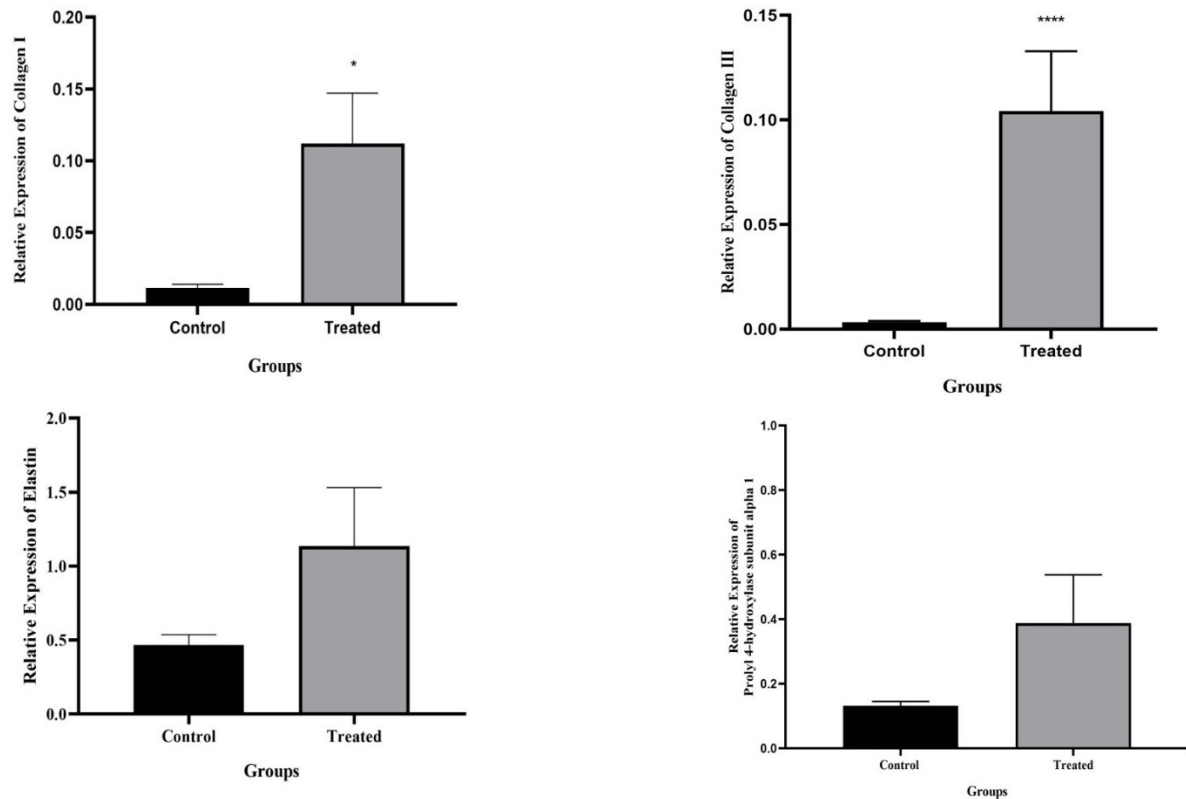 Relative Expression of Collagen I
0.20
0.15
0.10
0.05
0.00
*
Control Treated
Groups
Relative Expression of Collagen III
0.15
0.10
0.05
0.00
****
Control Treated
Groups
Relative Expression of Elastin
2.0
1.5
1.0
0.5
0.0
Control Treated
Groups
Relative Expression of
Prolyl 4-hydroxylase subunit alpha 1
1.0
0.8
0.6
0.4
0.2
0.0
Control Treated
Groups